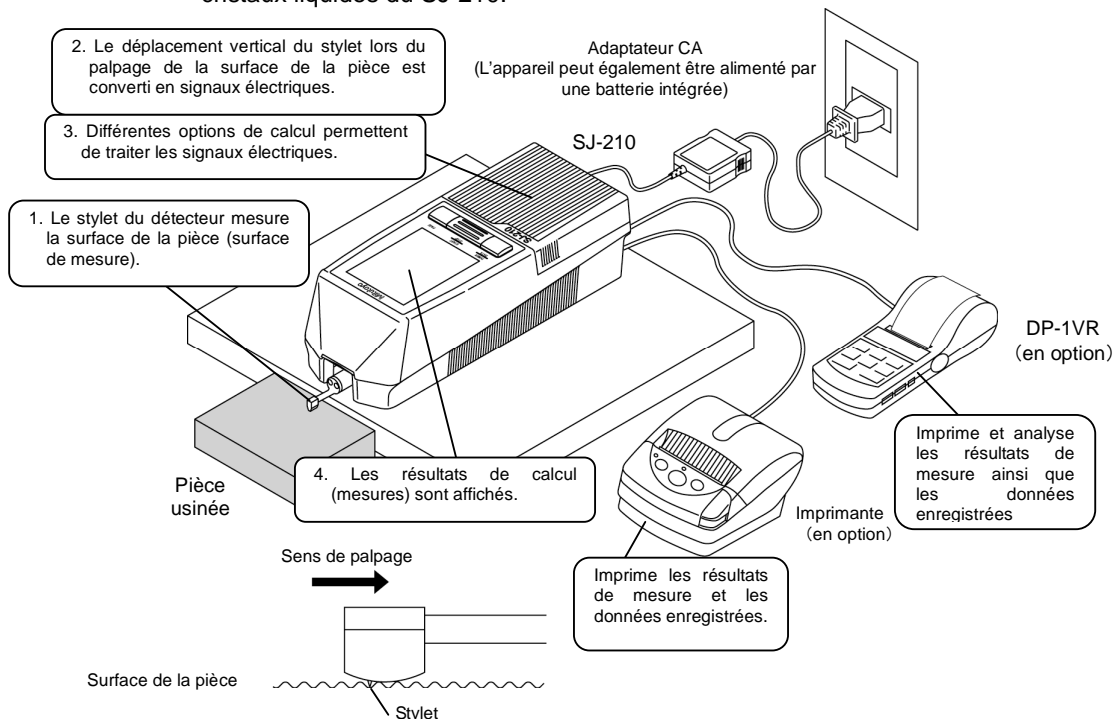 cristaux liquides du SJ-210.
2. Le déplacement vertical du stylet lors du
palpage de la surface de la pièce est
converti en signaux électriques.
3. Différentes options de calcul permettent
de traiter les signaux électriques.
1. Le stylet du détecteur mesure
la surface de la pièce (surface
de mesure).
Adaptateur CA
(L'appareil peut également être alimenté par
une batterie intégrée)
SJ-210
SJ-210
Mitutoyo
DP-1VR
(en option)
Imprime et analyse
les résultats de
mesure ainsi que
les données
enregistrées
4. Les résultats de calcul
(mesures) sont affichés.
Pièce
usinée
Imprimante
(en option)
Imprime les résultats
de mesure et les
données enregistrées.
Sens de palpage
Surface de la pièce
Stylet